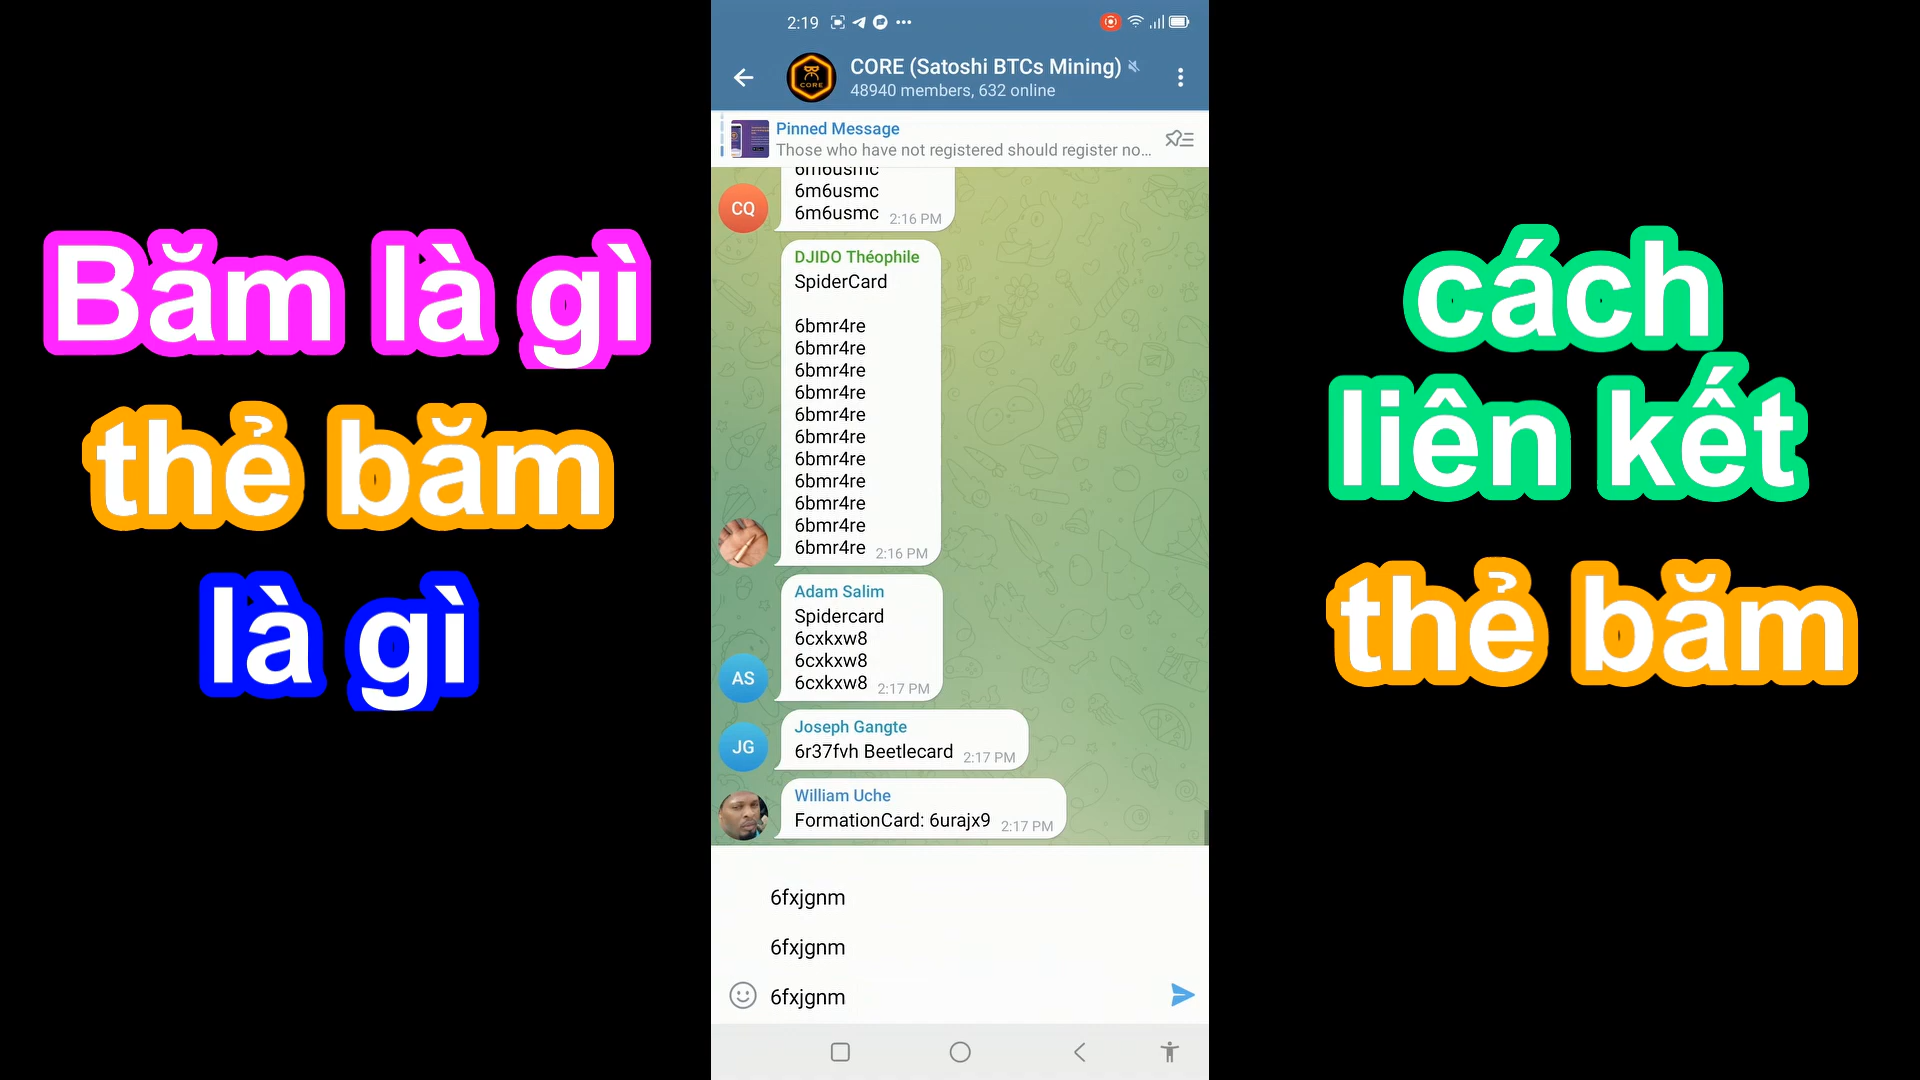 Băm là gì
thẻ băm
là gì
2:19
CORE (Satoshi BTCs Mining)
48940 members, 632 online
Pinned Message
Those who have not registered should register no...
6m6usmc
6m6usmc
6m6usmc 2:16 PM
CQ
DJIDO Théophile
SpiderCard
6bmr4re
6bmr4re
6bmr4re
6bmr4re
6bmr4re
6bmr4re
6bmr4re
6bmr4re
6bmr4re
6bmr4re
6bmr4re 2:16 PM
Adam Salim
Spidercard
6cxkxw8
6cxkxw8
6cxkxw8 2:17 PM
AS
Joseph Gangte
6r37fvh Beetlecard 2:17 PM
JG
William Uche
FormationCard: 6urajx9 2:17 PM
6fxjgnm
6fxjgnm
6fxjgnm
cách
liên kết
thẻ băm